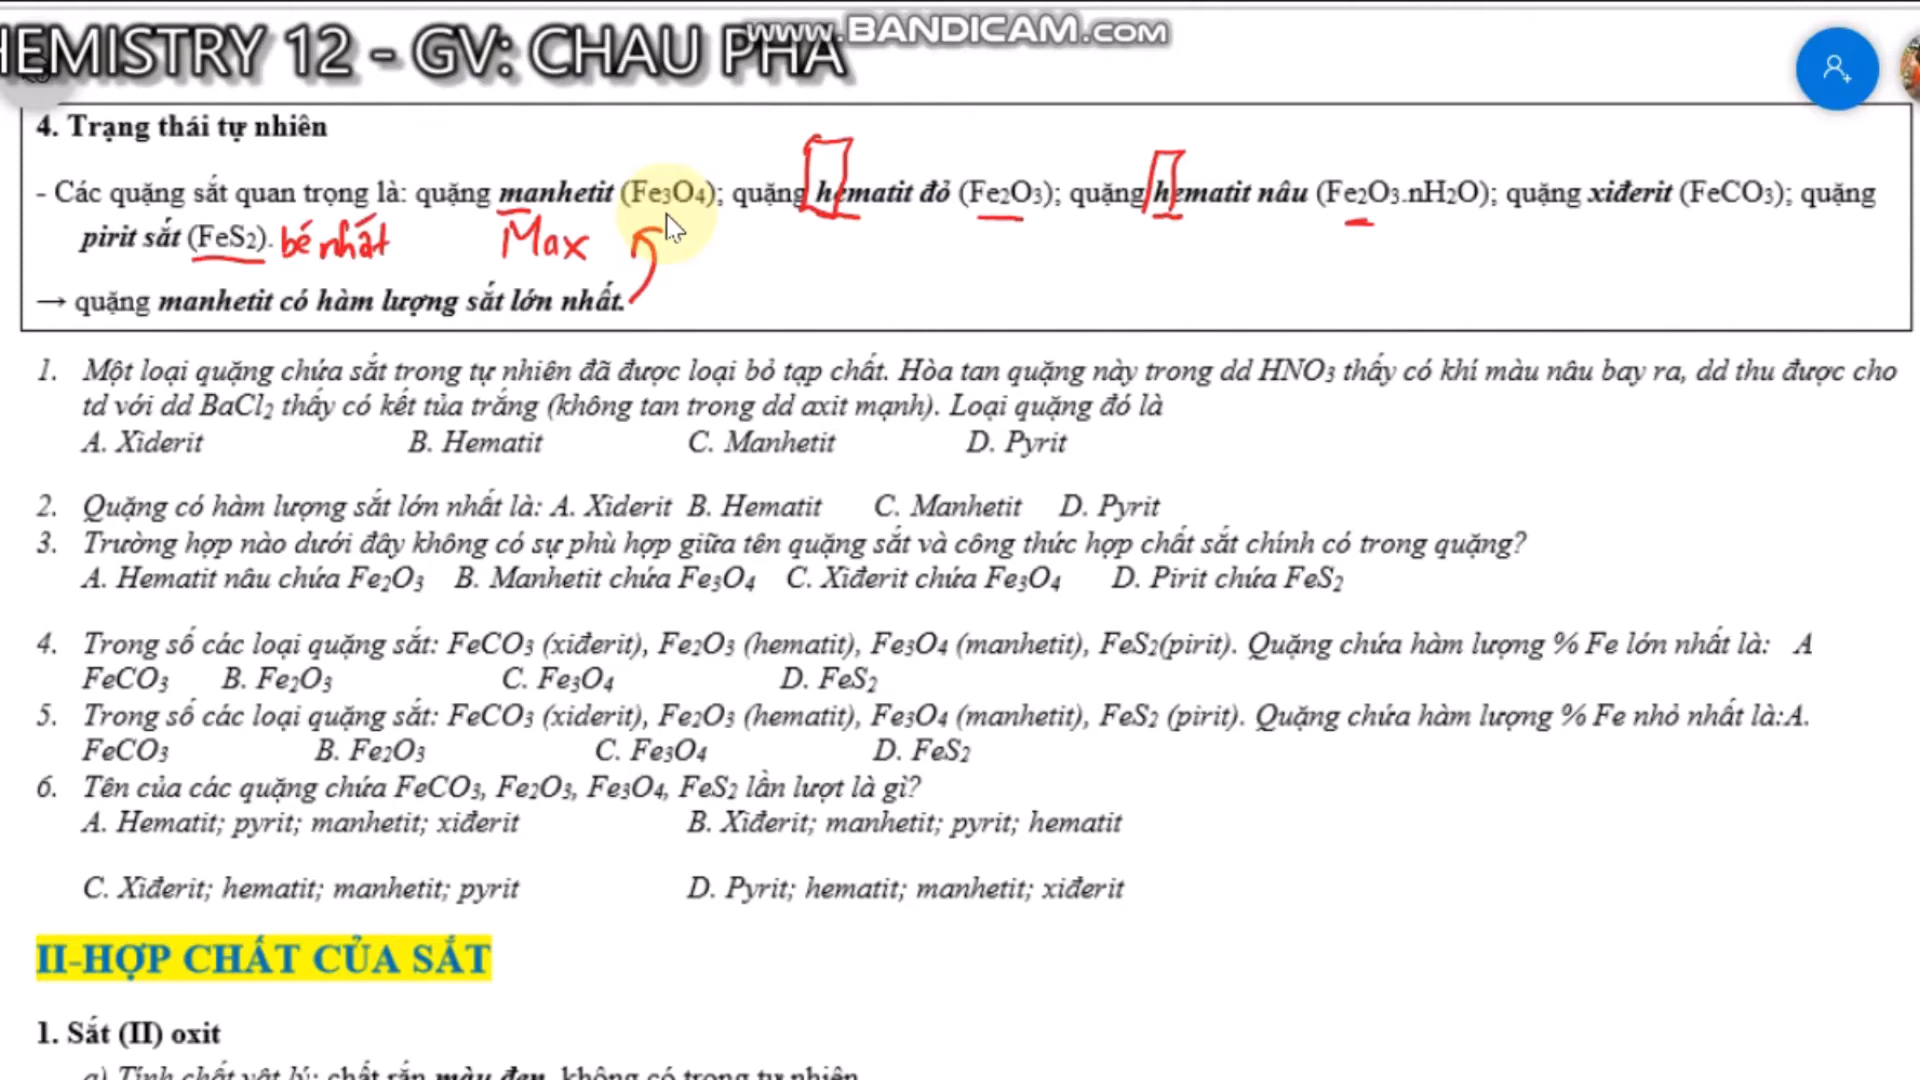 HEMISTRY 12 - GV: CHAU PHA
www.BANDICAM.com
4. Trạng thái tự nhiên
- Các quặng sắt quan trọng là: quặng manhetit (Fe3O4); quặng hematit đỏ (Fe2O3); quặng hematit nâu (Fe2O3.nH2O); quặng xiđerit (FeCO3); quặng
pirit sắt (FeS2). bé nhất Max
→ quặng manhetit có hàm lượng sắt lớn nhất.
1. Một loại quặng chứa sắt trong tự nhiên đã được loại bỏ tạp chất. Hòa tan quặng này trong dd HNO3 thấy có khí màu nâu bay ra, dd thu được cho
td với dd BaCl2 thấy có kết tủa trắng (không tan trong dd axit mạnh). Loại quặng đó là
A. Xiderit B. Hematit C. Manhetit D. Pyrit
2. Quặng có hàm lượng sắt lớn nhất là: A. Xiderit B. Hematit C. Manhetit D. Pyrit
3. Trường hợp nào dưới đây không có sự phù hợp giữa tên quặng sắt và công thức hợp chất sắt chính có trong quặng?
A. Hematit nâu chứa Fe2O3 B. Manhetit chứa Fe3O4 C. Xiđerit chứa Fe3O4 D. Pirit chứa FeS2
4. Trong số các loại quặng sắt: FeCO3 (xiđerit), Fe2O3 (hematit), Fe3O4 (manhetit), FeS2(pirit). Quặng chứa hàm lượng % Fe lớn nhất là: A
FeCO3 B. Fe2O3 C. Fe3O4 D. FeS2
5. Trong số các loại quặng sắt: FeCO3 (xiderit), Fe2O3 (hematit), Fe3O4 (manhetit), FeS2 (pirit). Quặng chứa hàm lượng % Fe nhỏ nhất là:A.
FeCO3 B. Fe2O3 C. Fe3O4 D. FeS2
6. Tên của các quặng chứa FeCO3, Fe2O3, Fe3O4, FeS2 lần lượt là gì?
A. Hematit; pyrit; manhetit; xiđerit B. Xiđerit; manhetit; pyrit; hematit
C. Xiđerit; hematit; manhetit; pyrit D. Pyrit; hematit; manhetit; xiđerit
II-HỢP CHẤT CỦA SẮT
1. Sắt (II) oxit
a) Tính chất vật lý: chất rắn màu đen, không có trong tự nhiên